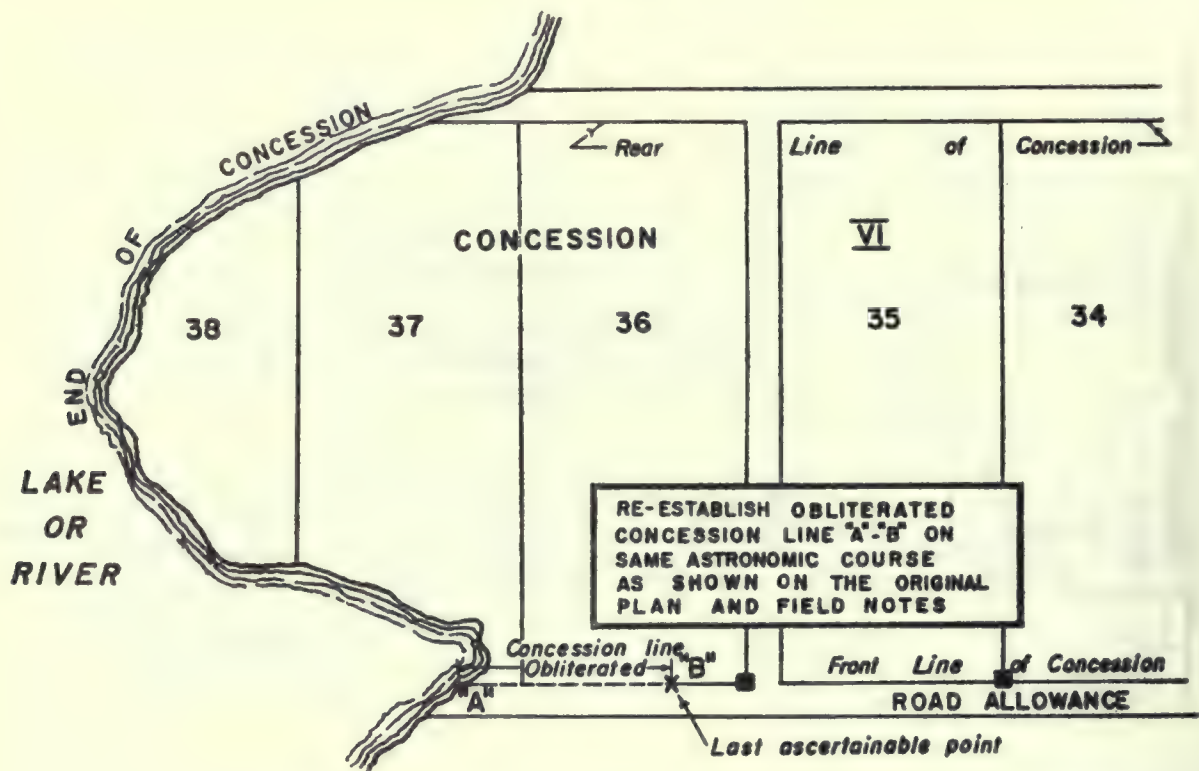 END OF CONCESSION
Rear Line of Concession
CONCESSION VI
38 37 36 35 34
LAKE
OR
RIVER
RE-ESTABLISH OBLITERATED
CONCESSION LINE "A"-"B" ON
SAME ASTRONOMIC COURSE
AS SHOWN ON THE ORIGINAL
PLAN AND FIELD NOTES
Concession line
Obliterated
"A"
"B"
Front Line of Concession
ROAD ALLOWANCE
Last ascertainable point